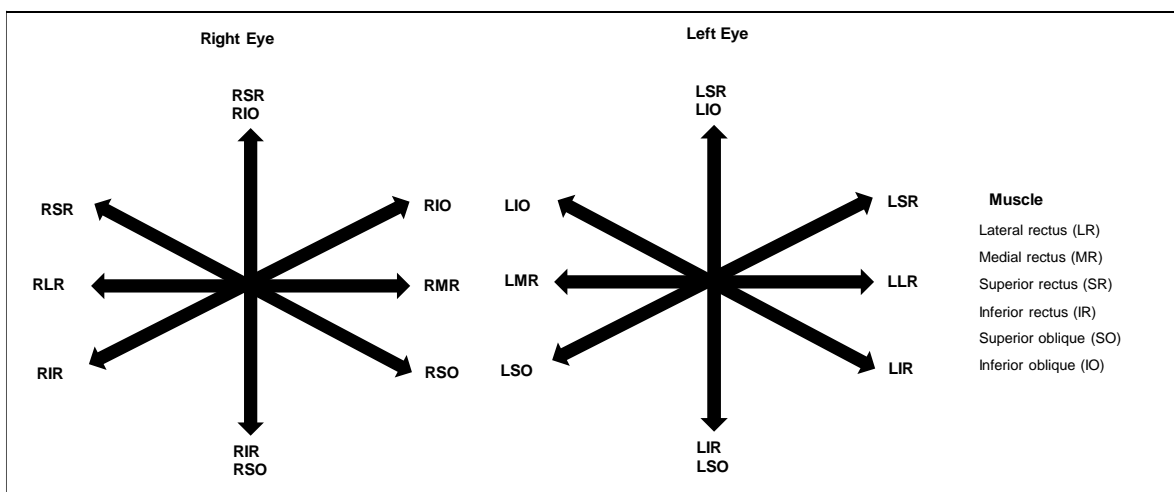 Right Eye
RSR
RIO
RSR
RIO
RLR
RMR
RIR
RSO
RIR
RSO
Left Eye
LSR
LIO
LIO
LSR
LMR
LLR
LSO
LIR
LIR
LSO
Muscle
Lateral rectus (LR)
Medial rectus (MR)
Superior rectus (SR)
Inferior rectus (IR)
Superior oblique (SO)
Inferior oblique (IO)